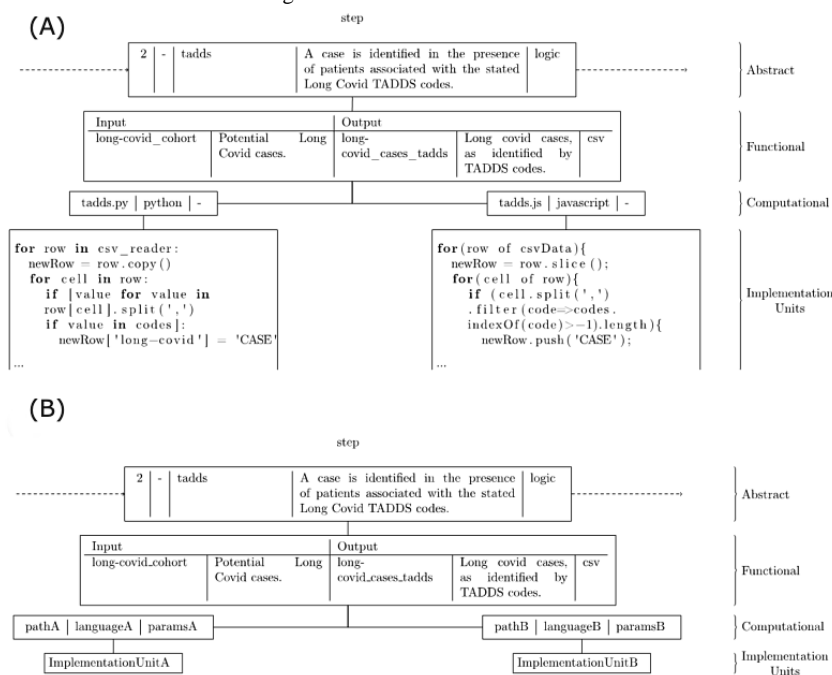 (A)
step
2 | - | tadds | A case is identified in the presence | logic
of patients associated with the stated
Long Covid TADDS codes.
Abstract
Input | Output
long-covid_cohort | Potential Long | long- | Long covid cases, | csv
Covid cases. | covid_cases_tadds | as identified by
TADDS codes.
Functional
tadds.py | python | -
tadds.js | javascript | -
Computational
for row in csv_reader:
newRow = row.copy()
for cell in row:
if [value for value in
row[cell].split(',')
if value in codes]:
newRow['long-covid'] = 'CASE'
...
for(row of csvData){
newRow = row.slice();
for(cell of row){
if (cell.split(',')
.filter(code=>codes.
indexOf(code)>-1).length){
newRow.push('CASE');
...
Implementation
Units
(B)
step
2 | - | tadds | A case is identified in the presence | logic
of patients associated with the stated
Long Covid TADDS codes.
Abstract
Input | Output
long-covid_cohort | Potential Long | long- | Long covid cases, | csv
Covid cases. | covid_cases_tadds | as identified by
TADDS codes.
Functional
pathA | languageA | paramsA
pathB | languageB | paramsB
Computational
ImplementationUnitA
ImplementationUnitB
Implementation
Units